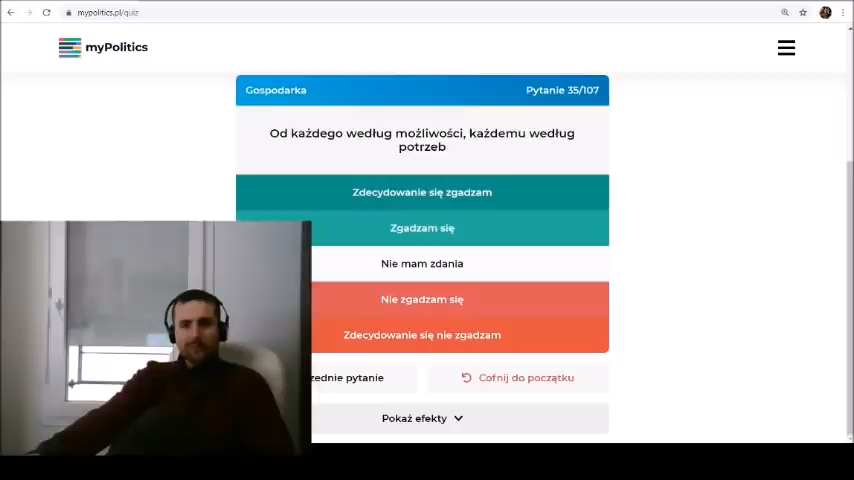 mypolitics.pl/quiz
myPolitics
Gospodarka
Pytanie 35/107
Od każdego według możliwości, każdemu według
potrzeb
Zdecydowanie się zgadzam
Zgadzam się
Nie mam zdania
Nie zgadzam się
Zdecydowanie się nie zgadzam
zednie pytanie
Cofnij do początku
Pokaż efekty